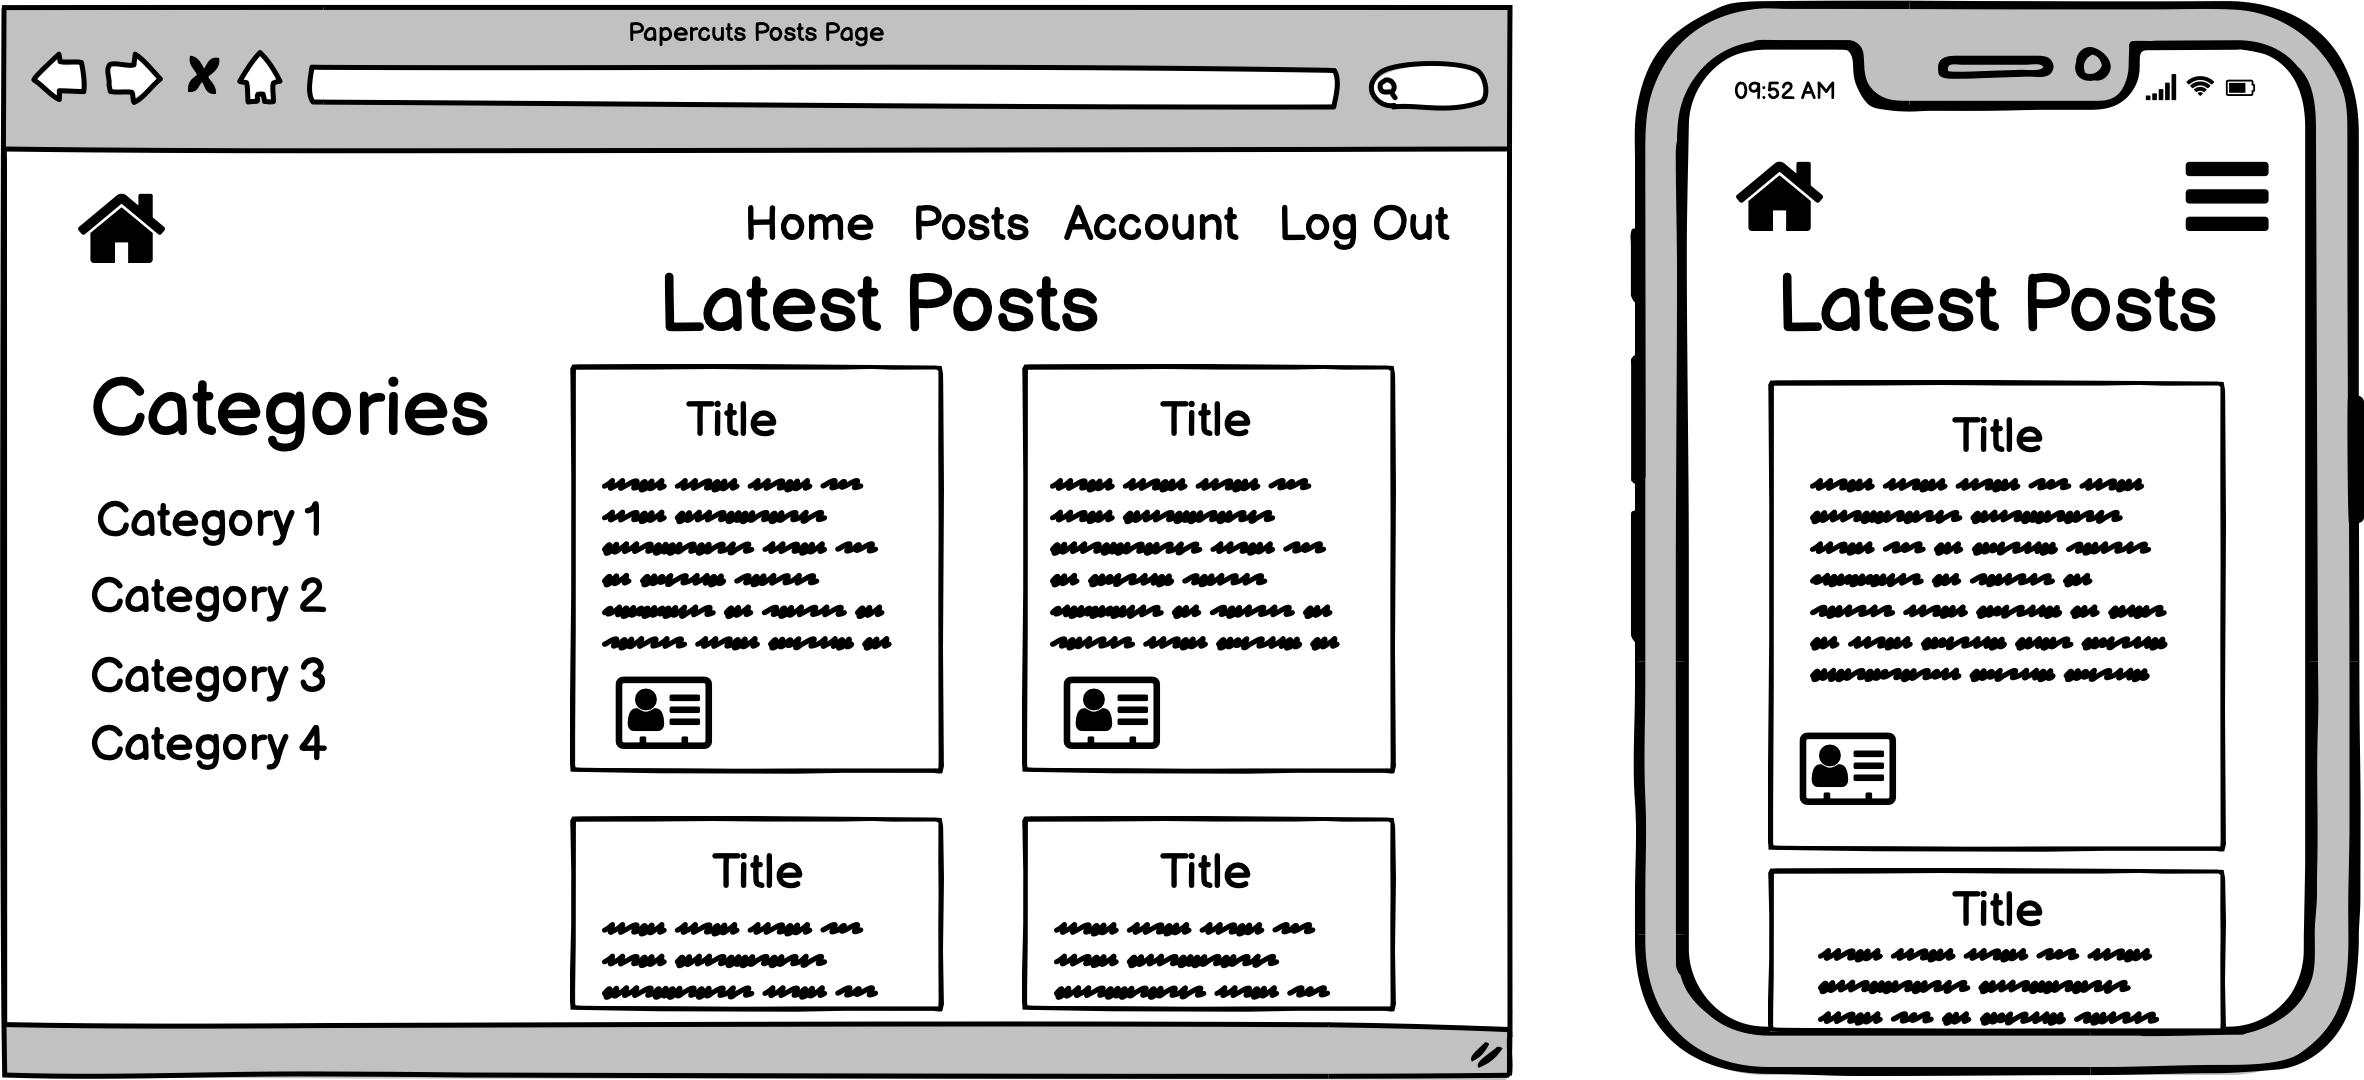 Papercuts Posts Page
Home Posts Account Log Out
Latest Posts
Categories
Category 1
Category 2
Category 3
Category 4
Title
Title
Title
Title
09:52 AM
Latest Posts
Title
Title